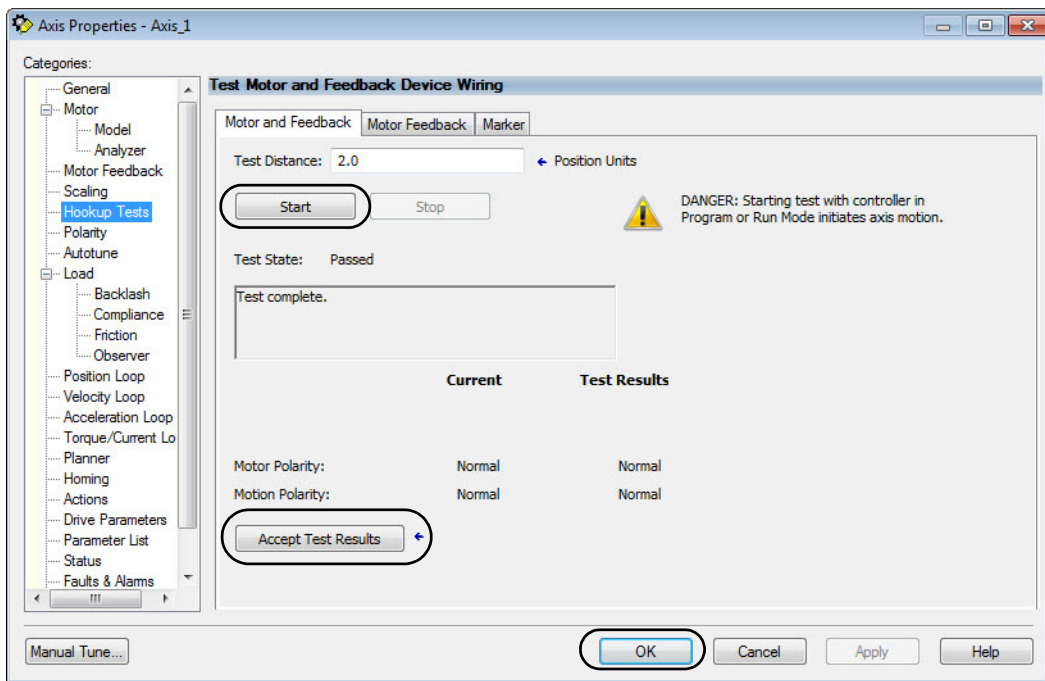 Axis Properties - Axis_1
Categories:
General
Motor
Model
Analyzer
Motor Feedback
Scaling
Hookup Tests
Polarity
Autotune
Load
Backlash
Compliance
Friction
Observer
Position Loop
Velocity Loop
Acceleration Loop
Torque/Current Lo
Planner
Homing
Actions
Drive Parameters
Parameter List
Status
Faults & Alarms
Test Motor and Feedback Device Wiring
Motor and Feedback Motor Feedback Marker
Test Distance: 2.0 Position Units
Start Stop
DANGER: Starting test with controller in
Program or Run Mode initiates axis motion.
Test State: Passed
Test complete.
Current Test Results
Motor Polarity: Normal Normal
Motion Polarity: Normal Normal
Accept Test Results
Manual Tune... OK Cancel Apply Help